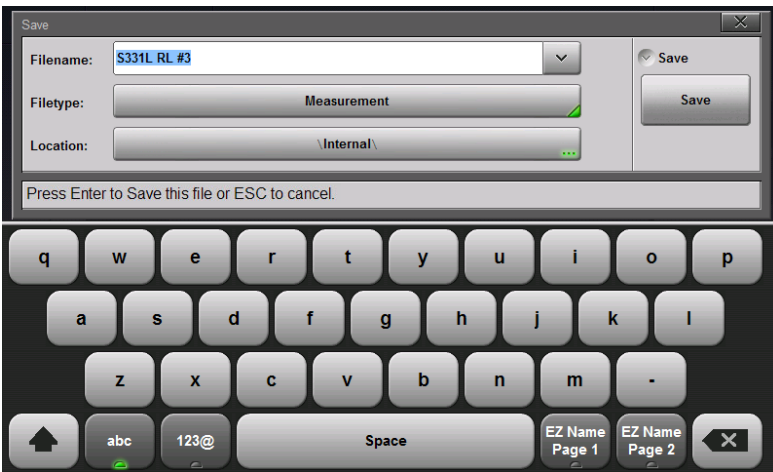 Save
Filename: S331L RL #3
Save
Filetype: Measurement
Save
Location: \Internal\
...
Press Enter to Save this file or ESC to cancel.
q w e r t y u i o p
a s d f g h j k l
z x c v b n m -
abc 123@ Space EZ Name Page 1 EZ Name Page 2